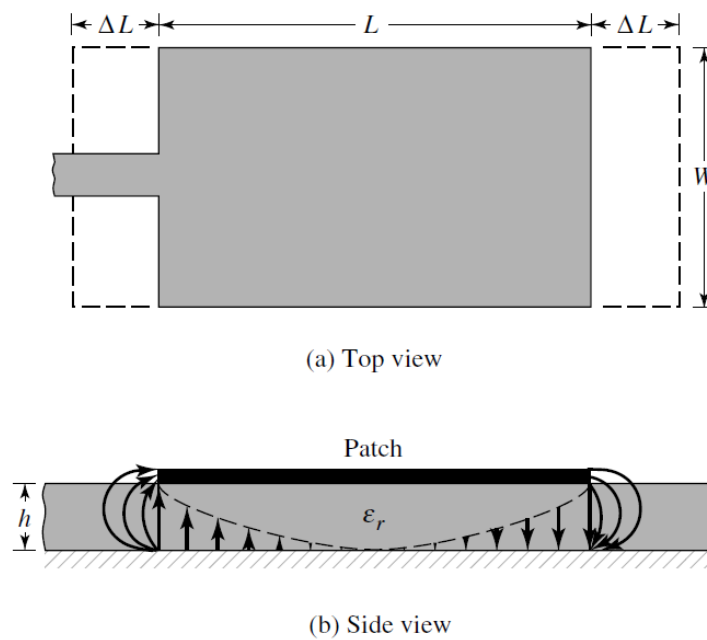 ΔL L ΔL
W
(a) Top view
Patch
h
εr
(b) Side view